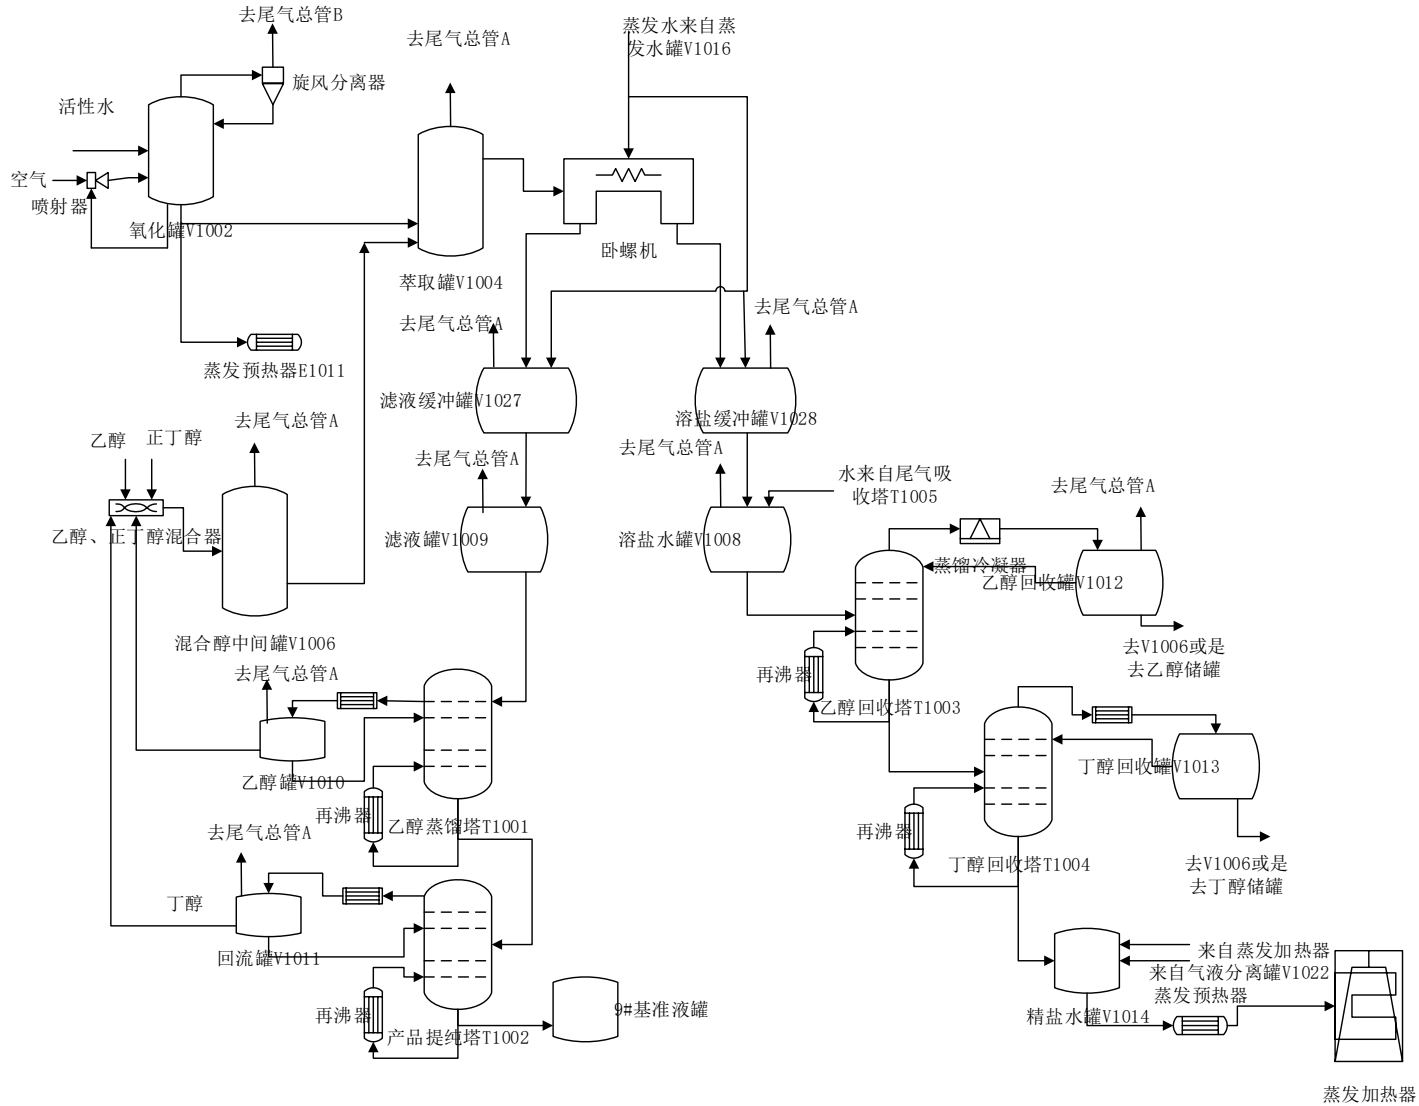 去尾气总管B
蒸发水来自蒸
发水罐V1016
去尾气总管A
旋风分离器
活性水
空气
喷射器
氧化罐V1002
卧螺机
萃取罐V1004
去尾气总管A
去尾气总管A
蒸发预热器E1011
滤液缓冲罐V1027
溶盐缓冲罐V1028
去尾气总管A
乙醇
正丁醇
去尾气总管A
去尾气总管A
水来自尾气吸
收塔T1005
去尾气总管A
乙醇、正丁醇混合器
滤液罐V1009
溶盐水罐V1008
蒸馏冷凝器
乙醇回收罐V1012
混合醇中间罐V1006
去V1006或是
去乙醇储罐
去尾气总管A
再沸器
乙醇回收塔T1003
乙醇罐V1010
丁醇回收罐V1013
再沸器
乙醇蒸馏塔T1001
再沸器
去尾气总管A
丁醇回收塔T1004
去V1006或是
去丁醇储罐
丁醇
回流罐V1011
来自蒸发加热器
来自气液分离罐V1022
蒸发预热器
再沸器
9#基准液罐
精盐水罐V1014
产品提纯塔T1002
蒸发加热器